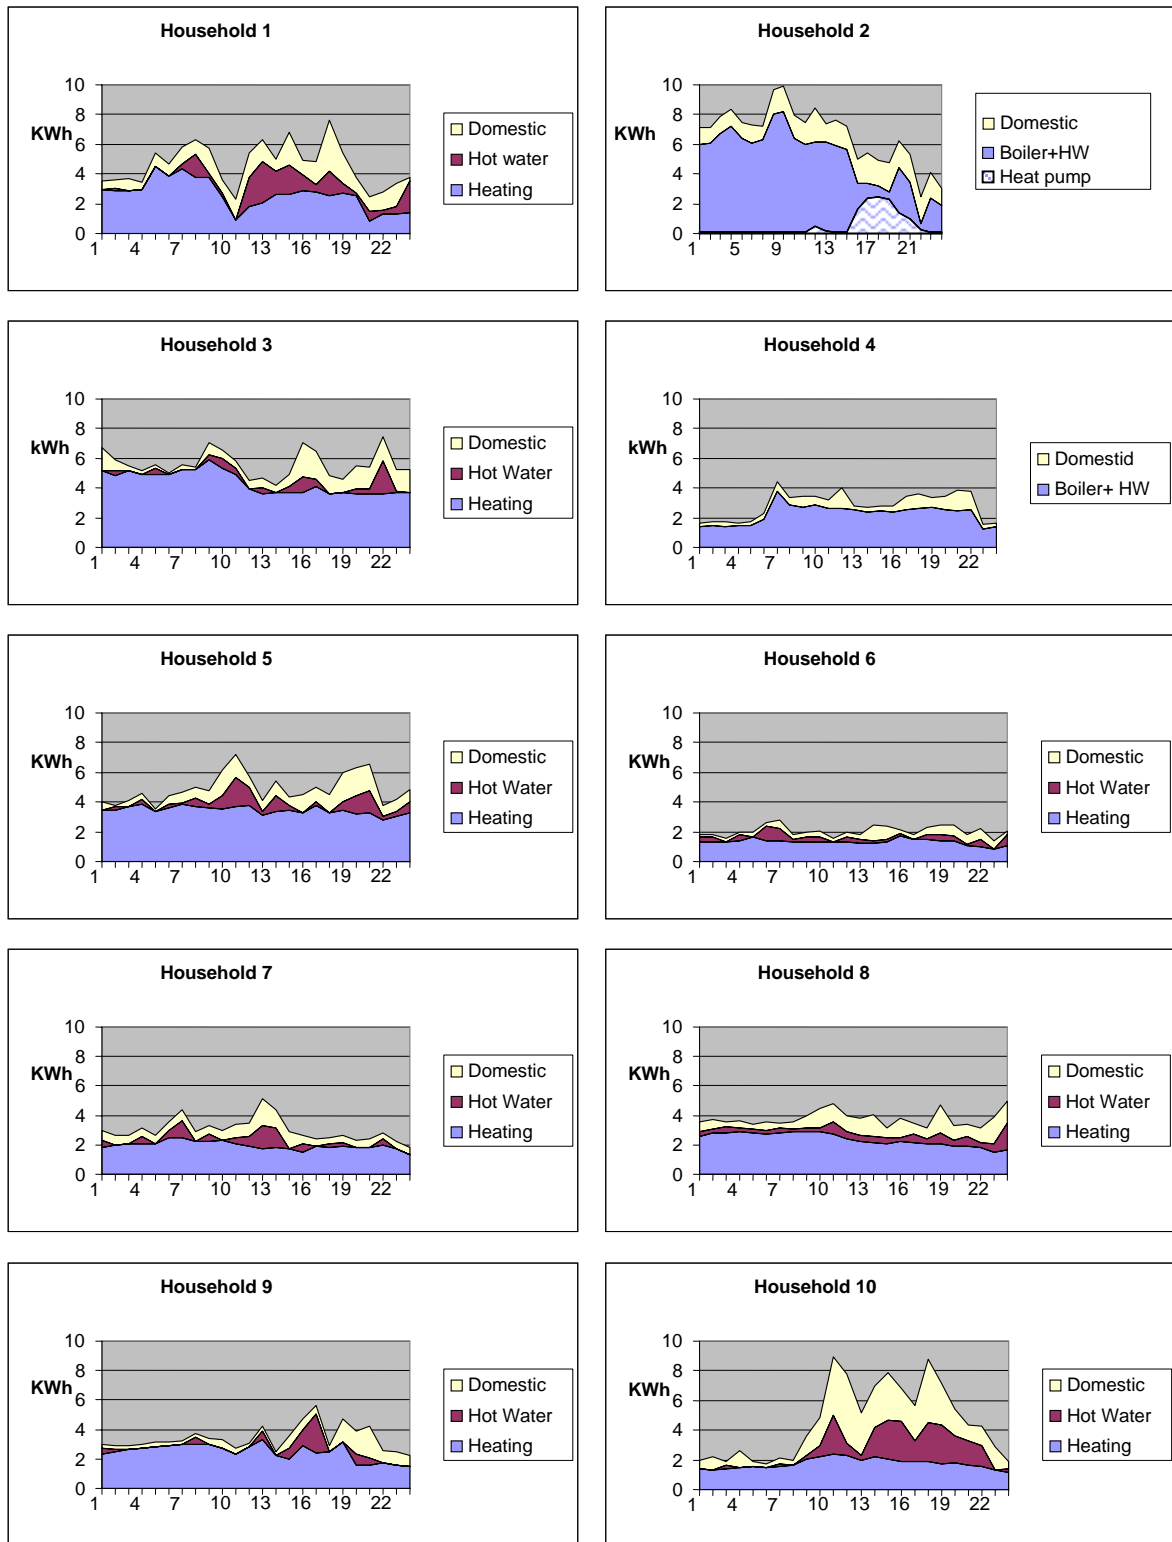 Household 1
10
8
KWh
6
4
2
0
1
4
7
10
13
16
19
22
Domestic
Hot water
Heating
Household 2
10
8
KWh
6
4
2
0
1
5
9
13
17
21
Domestic
Boiler+HW
Heat pump
Household 3
10
8
kWh
6
4
2
0
1
4
7
10
13
16
19
22
Domestic
Hot Water
Heating
Household 4
10
8
kWh
6
4
2
0
1
4
7
10
13
16
19
22
Domestid
Boiler+ HW
Household 5
10
8
KWh
6
4
2
0
1
4
7
10
13
16
19
22
Domestic
Hot Water
Heating
Household 6
10
8
KWh
6
4
2
0
1
4
7
10
13
16
19
22
Domestic
Hot Water
Heating
Household 7
10
8
KWh
6
4
2
0
1
4
7
10
13
16
19
22
Domestic
Hot Water
Heating
Household 8
10
8
KWh
6
4
2
0
1
4
7
10
13
16
19
22
Domestic
Hot Water
Heating
Household 9
10
8
KWh
6
4
2
0
1
4
7
10
13
16
19
22
Domestic
Hot Water
Heating
Household 10
10
8
KWh
6
4
2
0
1
4
7
10
13
16
19
22
Domestic
Hot Water
Heating